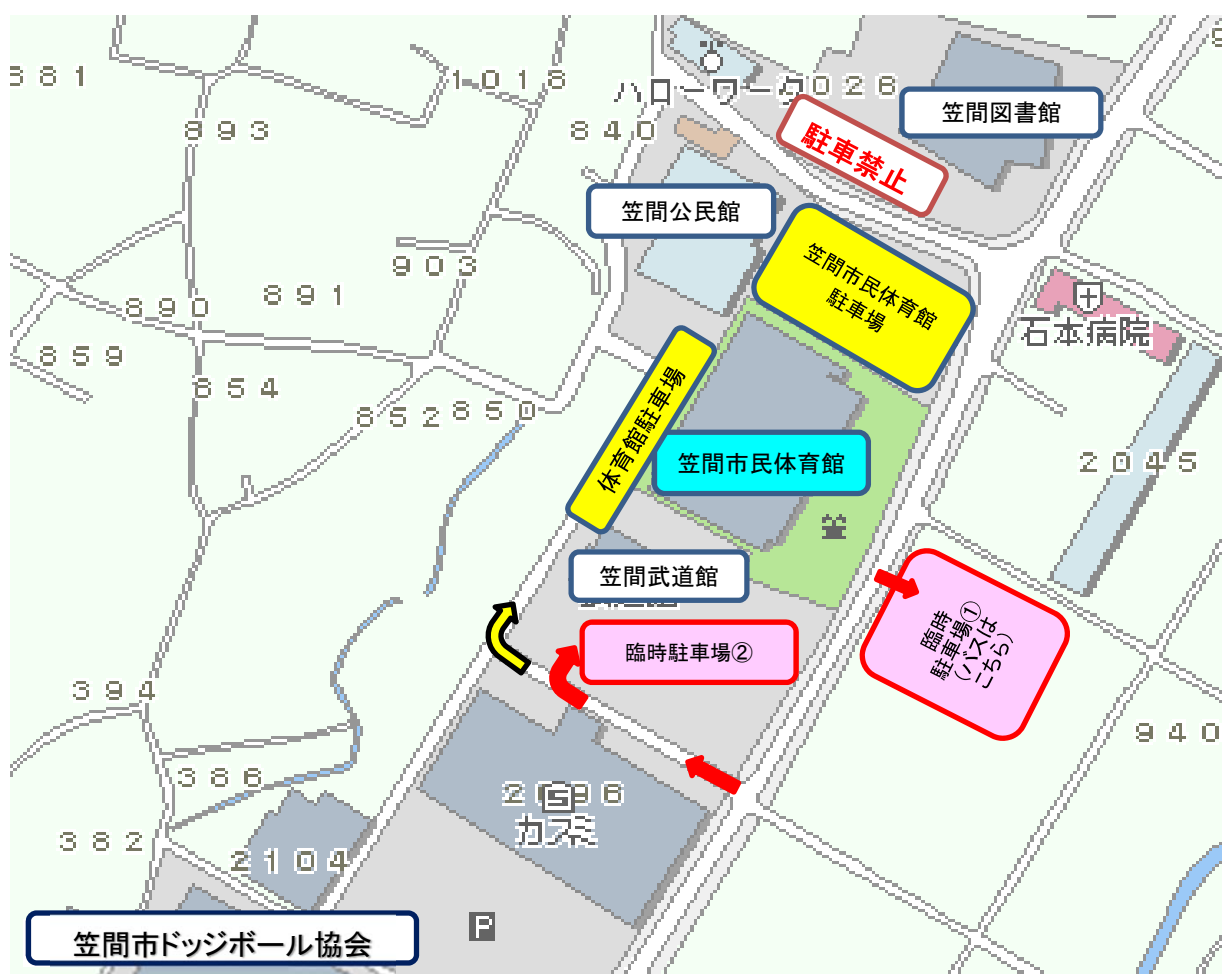 881
1018
ハローワーク
026
笠間図書館
893
840
駐車禁止
笠間公民館
笠間市民体育館
駐車場
903
891
890
石本病院
859
854
852
850
体育館駐車場
笠間市民体育館
2045
笠間武道館
臨時
駐車場①
(バスは
こちら)
臨時駐車場②
394
940
386
カスミ
382
2104
P
笠間市ドッジボール協会